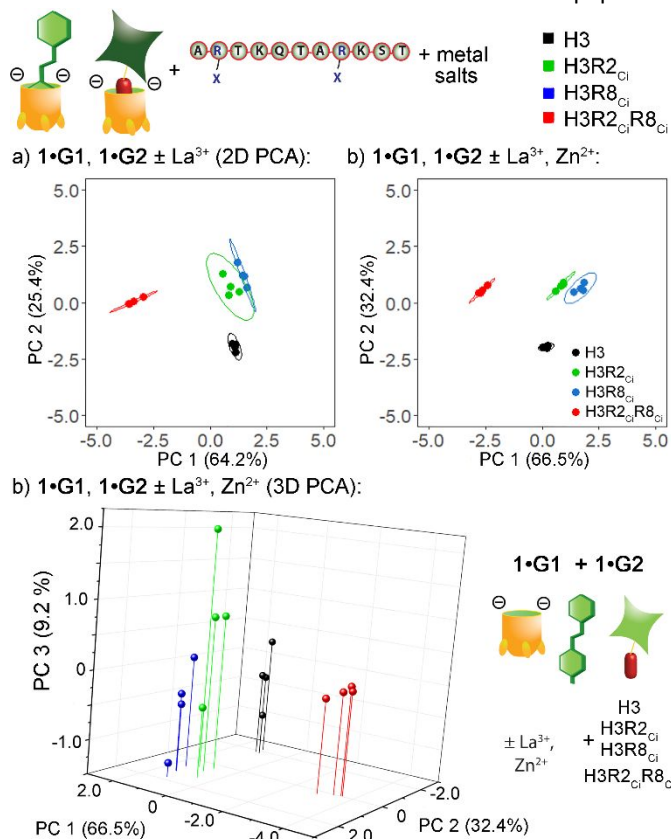 A R T K Q T A R K S T
X X
+
+ metal
salts
H3
H3R2Ci
H3R8Ci
H3R2CiR8Ci
a) 1•G1, 1•G2 ± La³⁺ (2D PCA):
b) 1•G1, 1•G2 ± La³⁺, Zn²⁺:
PC 2 (25.4%)
5.0
2.5
0.0
-2.5
-5.0
-5.0 -2.5 0.0 2.5 5.0
PC 1 (64.2%)
PC 2 (32.4%)
5.0
2.5
0.0
-2.5
-5.0
-5.0 -2.5 0.0 2.5 5.0
PC 1 (66.5%)
H3
H3R2Ci
H3R8Ci
H3R2CiR8Ci
b) 1•G1, 1•G2 ± La³⁺, Zn²⁺ (3D PCA):
PC 3 (9.2 %)
2.0
1.0
0
-1.0
2.0 0 -2.0 -4.0
PC 1 (66.5%)
2.0 0 -2.0
PC 2 (32.4%)
1•G1 + 1•G2
± La³⁺,
Zn²⁺
+
H3
H3R2Ci
H3R8Ci
H3R2CiR8C